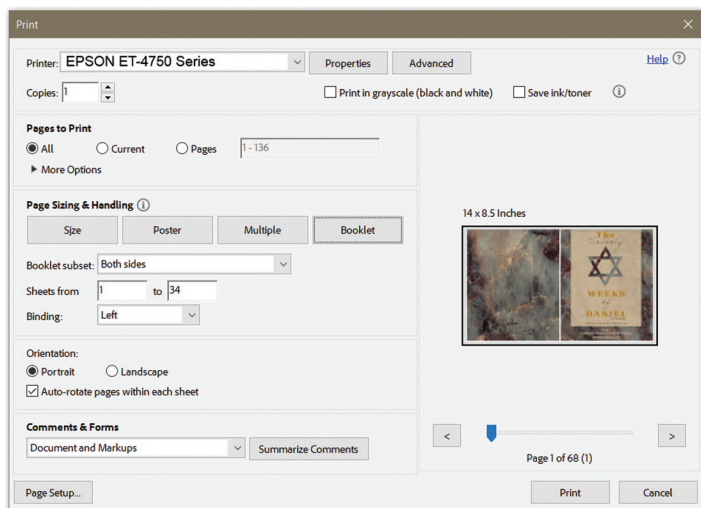 Print
Printer: EPSON ET-4750 Series Properties Advanced Help
Copies: 1 Print in grayscale (black and white) Save ink/toner
Pages to Print
All Current Pages 1 - 136
More Options
Page Sizing & Handling
Size Poster Multiple Booklet
Booklet subset: Both sides
Sheets from 1 to 34
Binding: Left
Orientation:
Portrait Landscape
Auto-rotate pages within each sheet
Comments & Forms
Document and Markups Summarize Comments
14 x 8.5 Inches
The
Seventy
WEEKS
of
DANIEL
< >
Page 1 of 68 (1)
Page Setup... Print Cancel